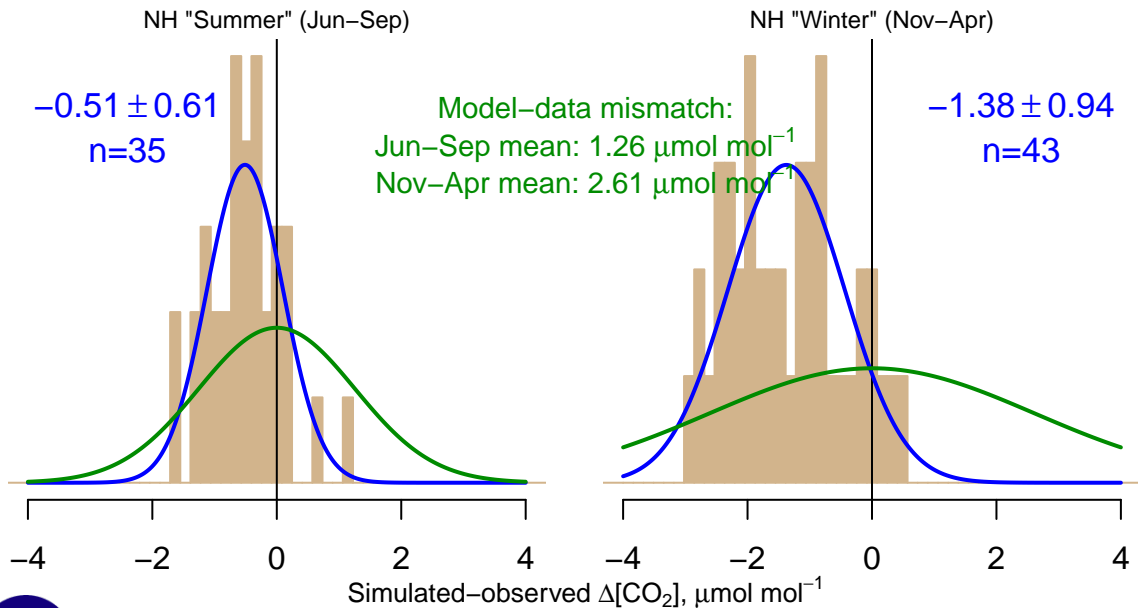 NH "Summer" (Jun−Sep)
−0.51 ± 0.61
n=35
Model−data mismatch:
Jun−Sep mean: 1.26 μmol mol⁻¹
Nov−Apr mean: 2.61 μmol mol⁻¹
NH "Winter" (Nov−Apr)
−1.38 ± 0.94
n=43
−4 −2 0 2 4
−4 −2 0 2 4
Simulated−observed Δ[CO₂], μmol mol⁻¹